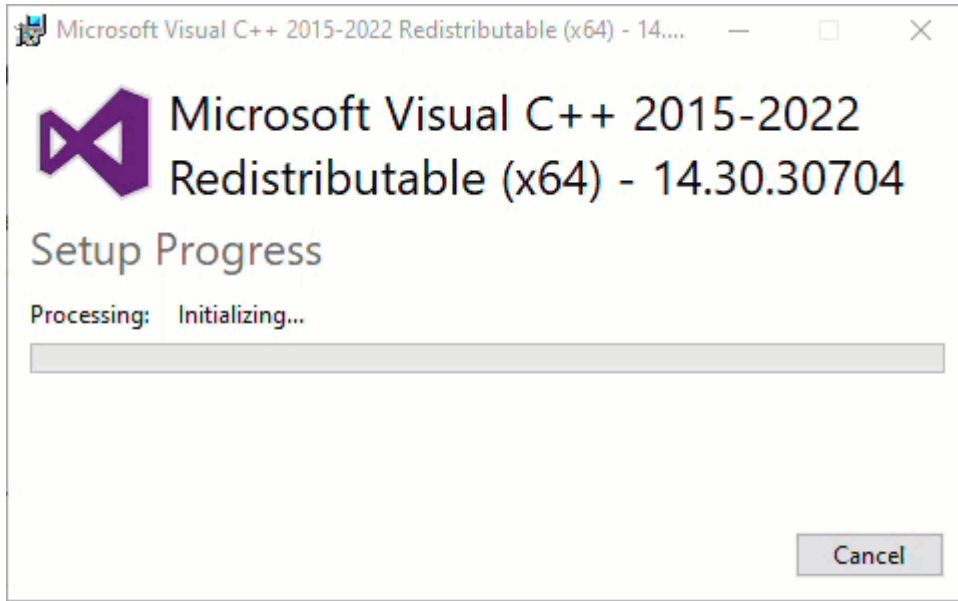 Microsoft Visual C++ 2015-2022 Redistributable (x64) - 14....
Microsoft Visual C++ 2015-2022
Redistributable (x64) - 14.30.30704
Setup Progress
Processing: Initializing...
Cancel